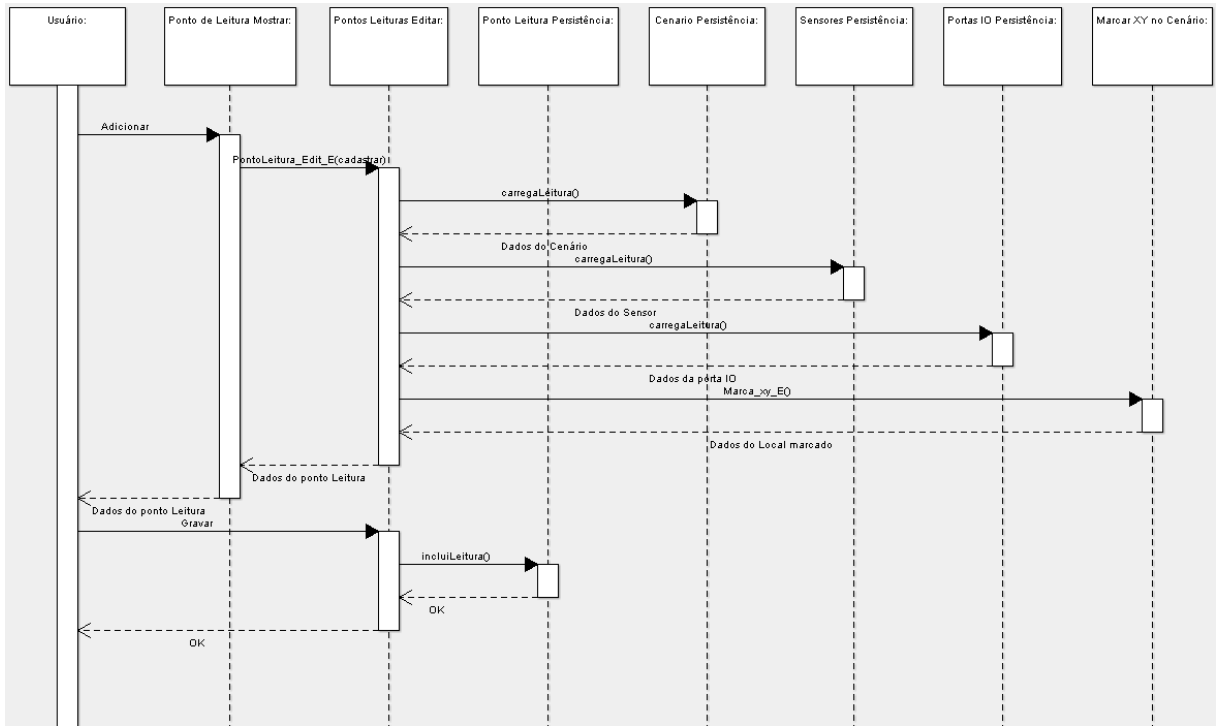 Usuário:
Ponto de Leitura Mostrar:
Pontos Leituras Editar:
Ponto Leitura Persistência:
Cenario Persistência:
Sensores Persistência:
Portas IO Persistência:
Marcar XY no Cenário:
Adicionar
PontoLeitura_Edit_E(cadastrar)
carregaLeitura()
Dados do Cenário
carregaLeitura()
Dados do Sensor
carregaLeitura()
Dados da porta IO
Marca_xy_E()
Dados do Local marcado
Dados do ponto Leitura
Dados do ponto Leitura
Gravar
incluiLeitura()
OK
OK